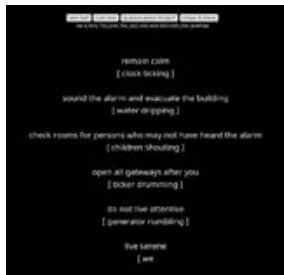 remain calm
[ clock ticking ]
sound the alarm and evacuate the building
[ water dripping ]
check rooms for persons who may not have heard the alarm
[ children shouting ]
open all gateways after you
[ ticker drumming ]
do not live attentive
[ generator rumbling ]
live serene
[ we